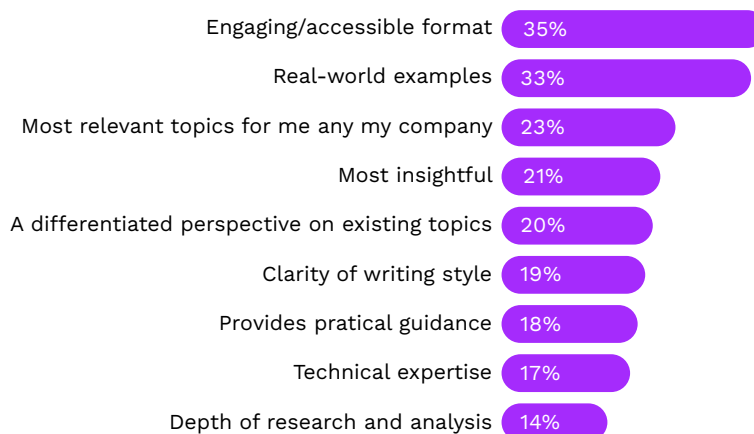 Engaging/accessible format 35%
Real-world examples 33%
Most relevant topics for me any my company 23%
Most insightful 21%
A differentiated perspective on existing topics 20%
Clarity of writing style 19%
Provides pratical guidance 18%
Technical expertise 17%
Depth of research and analysis 14%